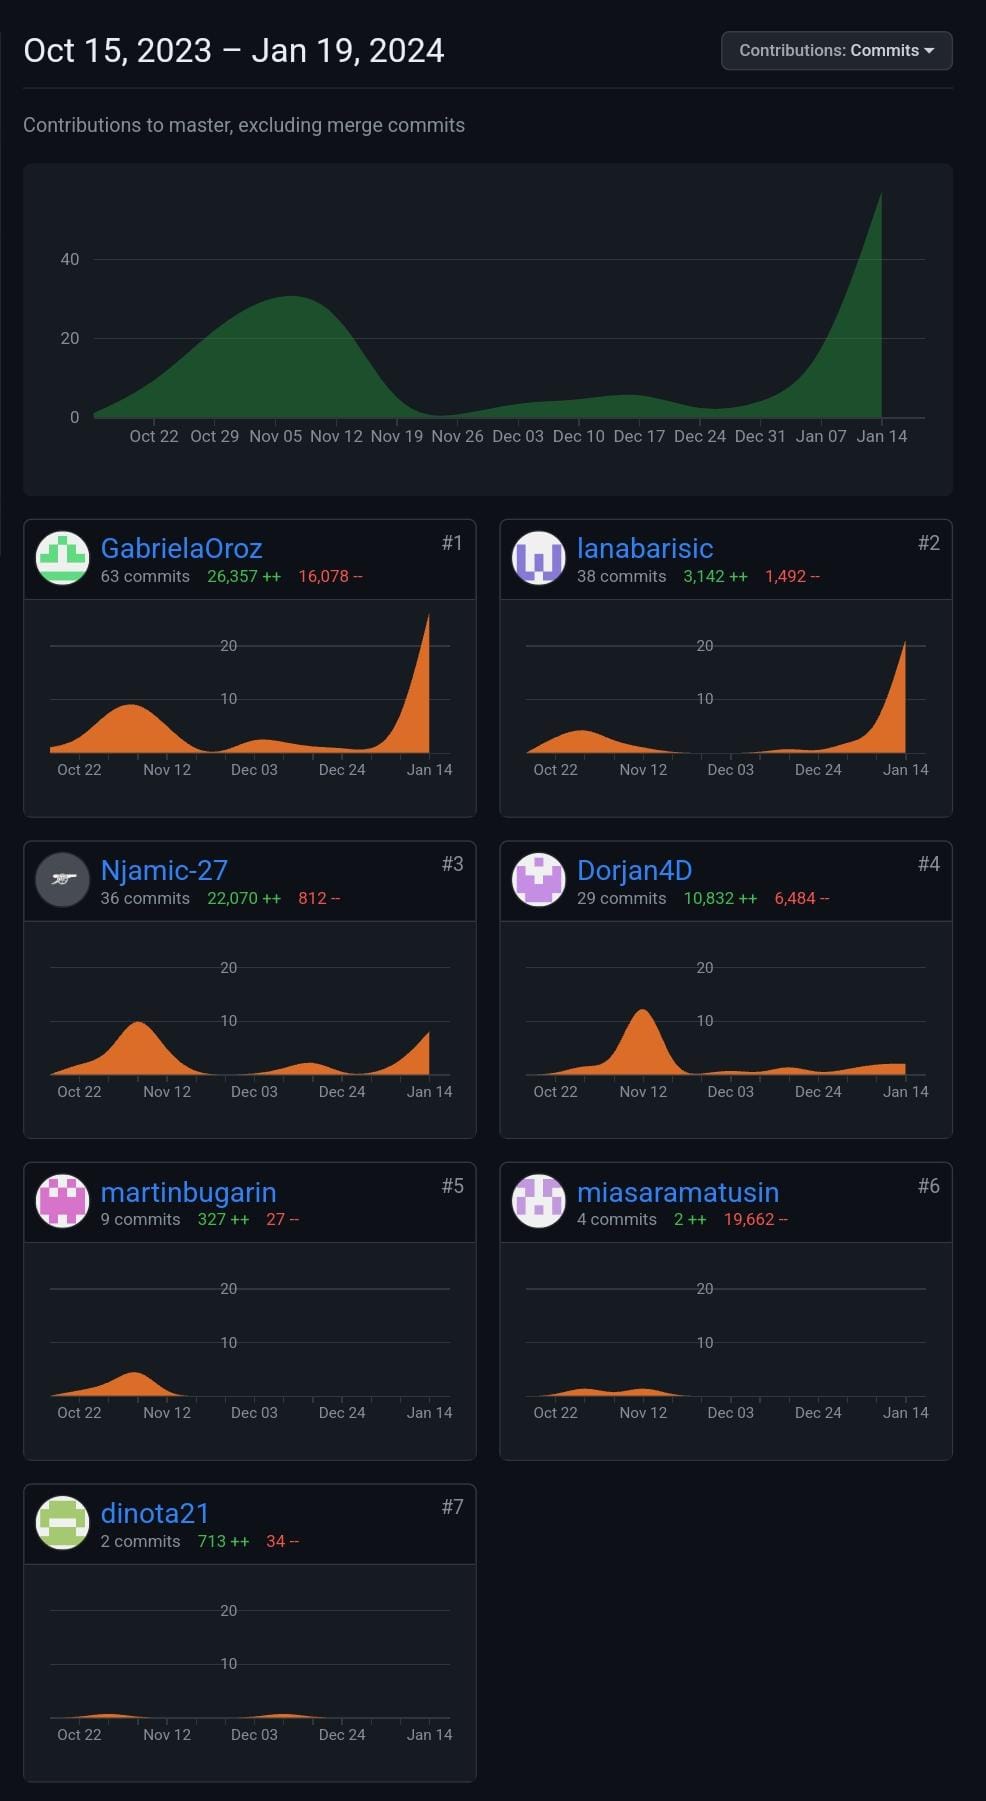 Oct 15, 2023 – Jan 19, 2024
Contributions: Commits
Contributions to master, excluding merge commits
40
20
0
Oct 22 Oct 29 Nov 05 Nov 12 Nov 19 Nov 26 Dec 03 Dec 10 Dec 17 Dec 24 Dec 31 Jan 07 Jan 14
GabrielaOroz #1
63 commits 26,357 ++ 16,078 --
20
10
Oct 22 Nov 12 Dec 03 Dec 24 Jan 14
lanabarisic #2
38 commits 3,142 ++ 1,492 --
20
10
Oct 22 Nov 12 Dec 03 Dec 24 Jan 14
Njamic-27 #3
36 commits 22,070 ++ 812 --
20
10
Oct 22 Nov 12 Dec 03 Dec 24 Jan 14
Dorjan4D #4
29 commits 10,832 ++ 6,484 --
20
10
Oct 22 Nov 12 Dec 03 Dec 24 Jan 14
martinbugarin #5
9 commits 327 ++ 27 --
20
10
Oct 22 Nov 12 Dec 03 Dec 24 Jan 14
miasaramatusin #6
4 commits 2 ++ 19,662 --
20
10
Oct 22 Nov 12 Dec 03 Dec 24 Jan 14
dinota21 #7
2 commits 713 ++ 34 --
20
10
Oct 22 Nov 12 Dec 03 Dec 24 Jan 14